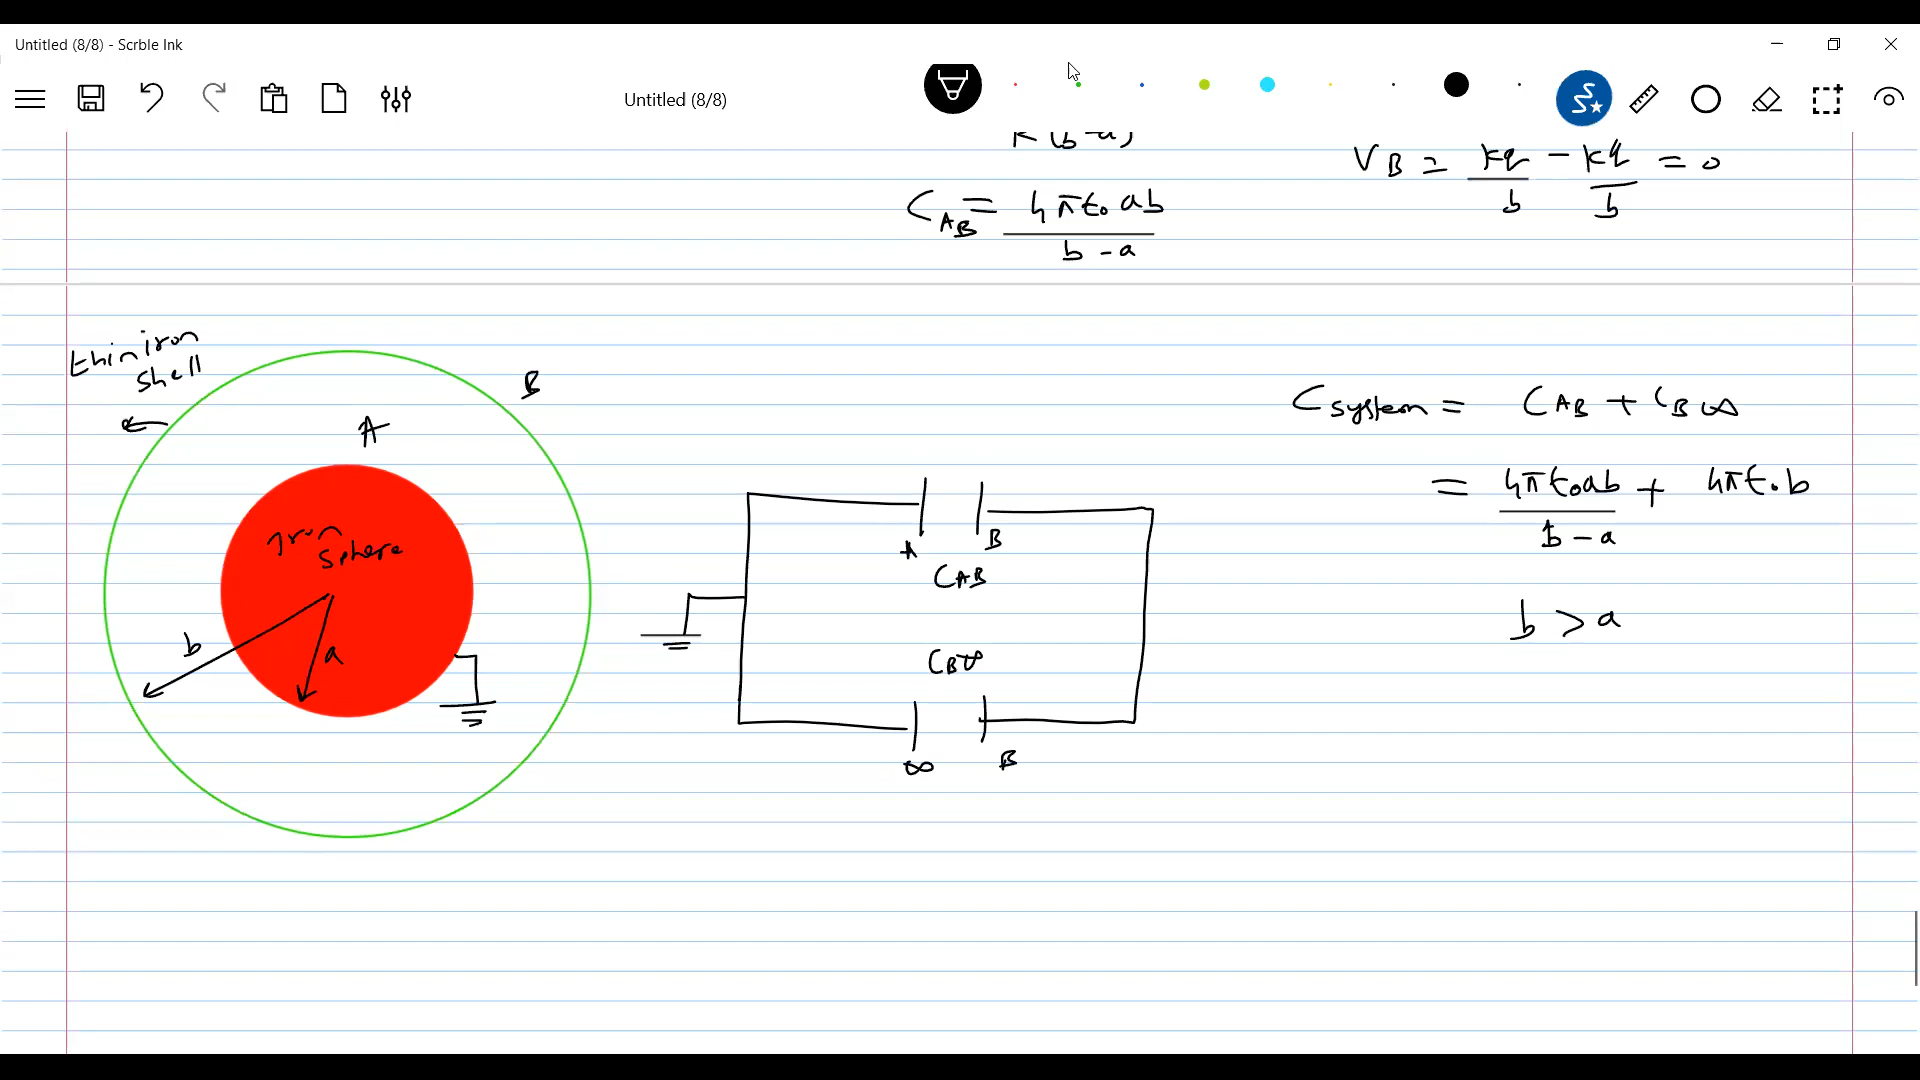 Untitled (8/8) - Scrble Ink
Untitled (8/8)
K (b-a)
V_B = kq/b - kq/b = 0
C_AB = 4πε₀ab / b-a
thin iron
shell
B
A
C system = C_AB + C_B∞
= 4πε₀ab / b-a + 4πε₀b
Iron
sphere
A
B
C_AB
b > a
b
a
C_B∞
∞
B